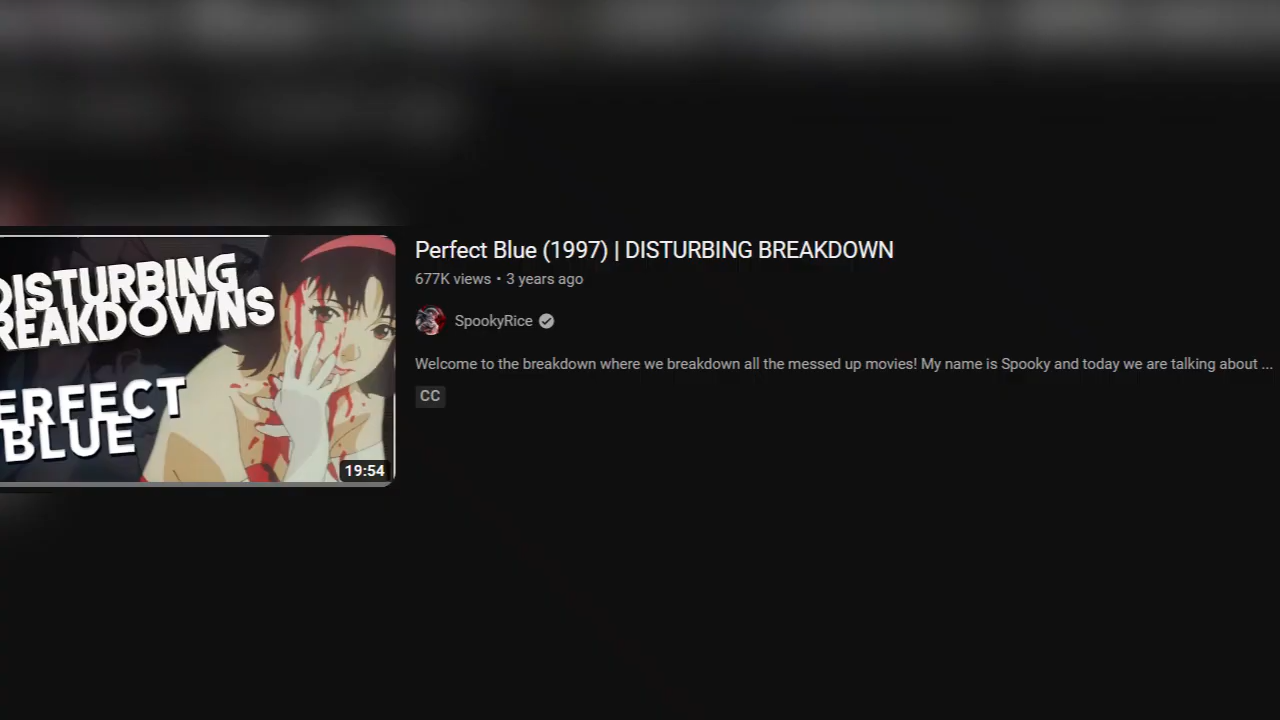 DISTURBING
REAKDOWNS
ERFECT
BLUE
19:54
Perfect Blue (1997) | DISTURBING BREAKDOWN
677K views • 3 years ago
SpookyRice
Welcome to the breakdown where we breakdown all the messed up movies! My name is Spooky and today we are talking about ...
CC